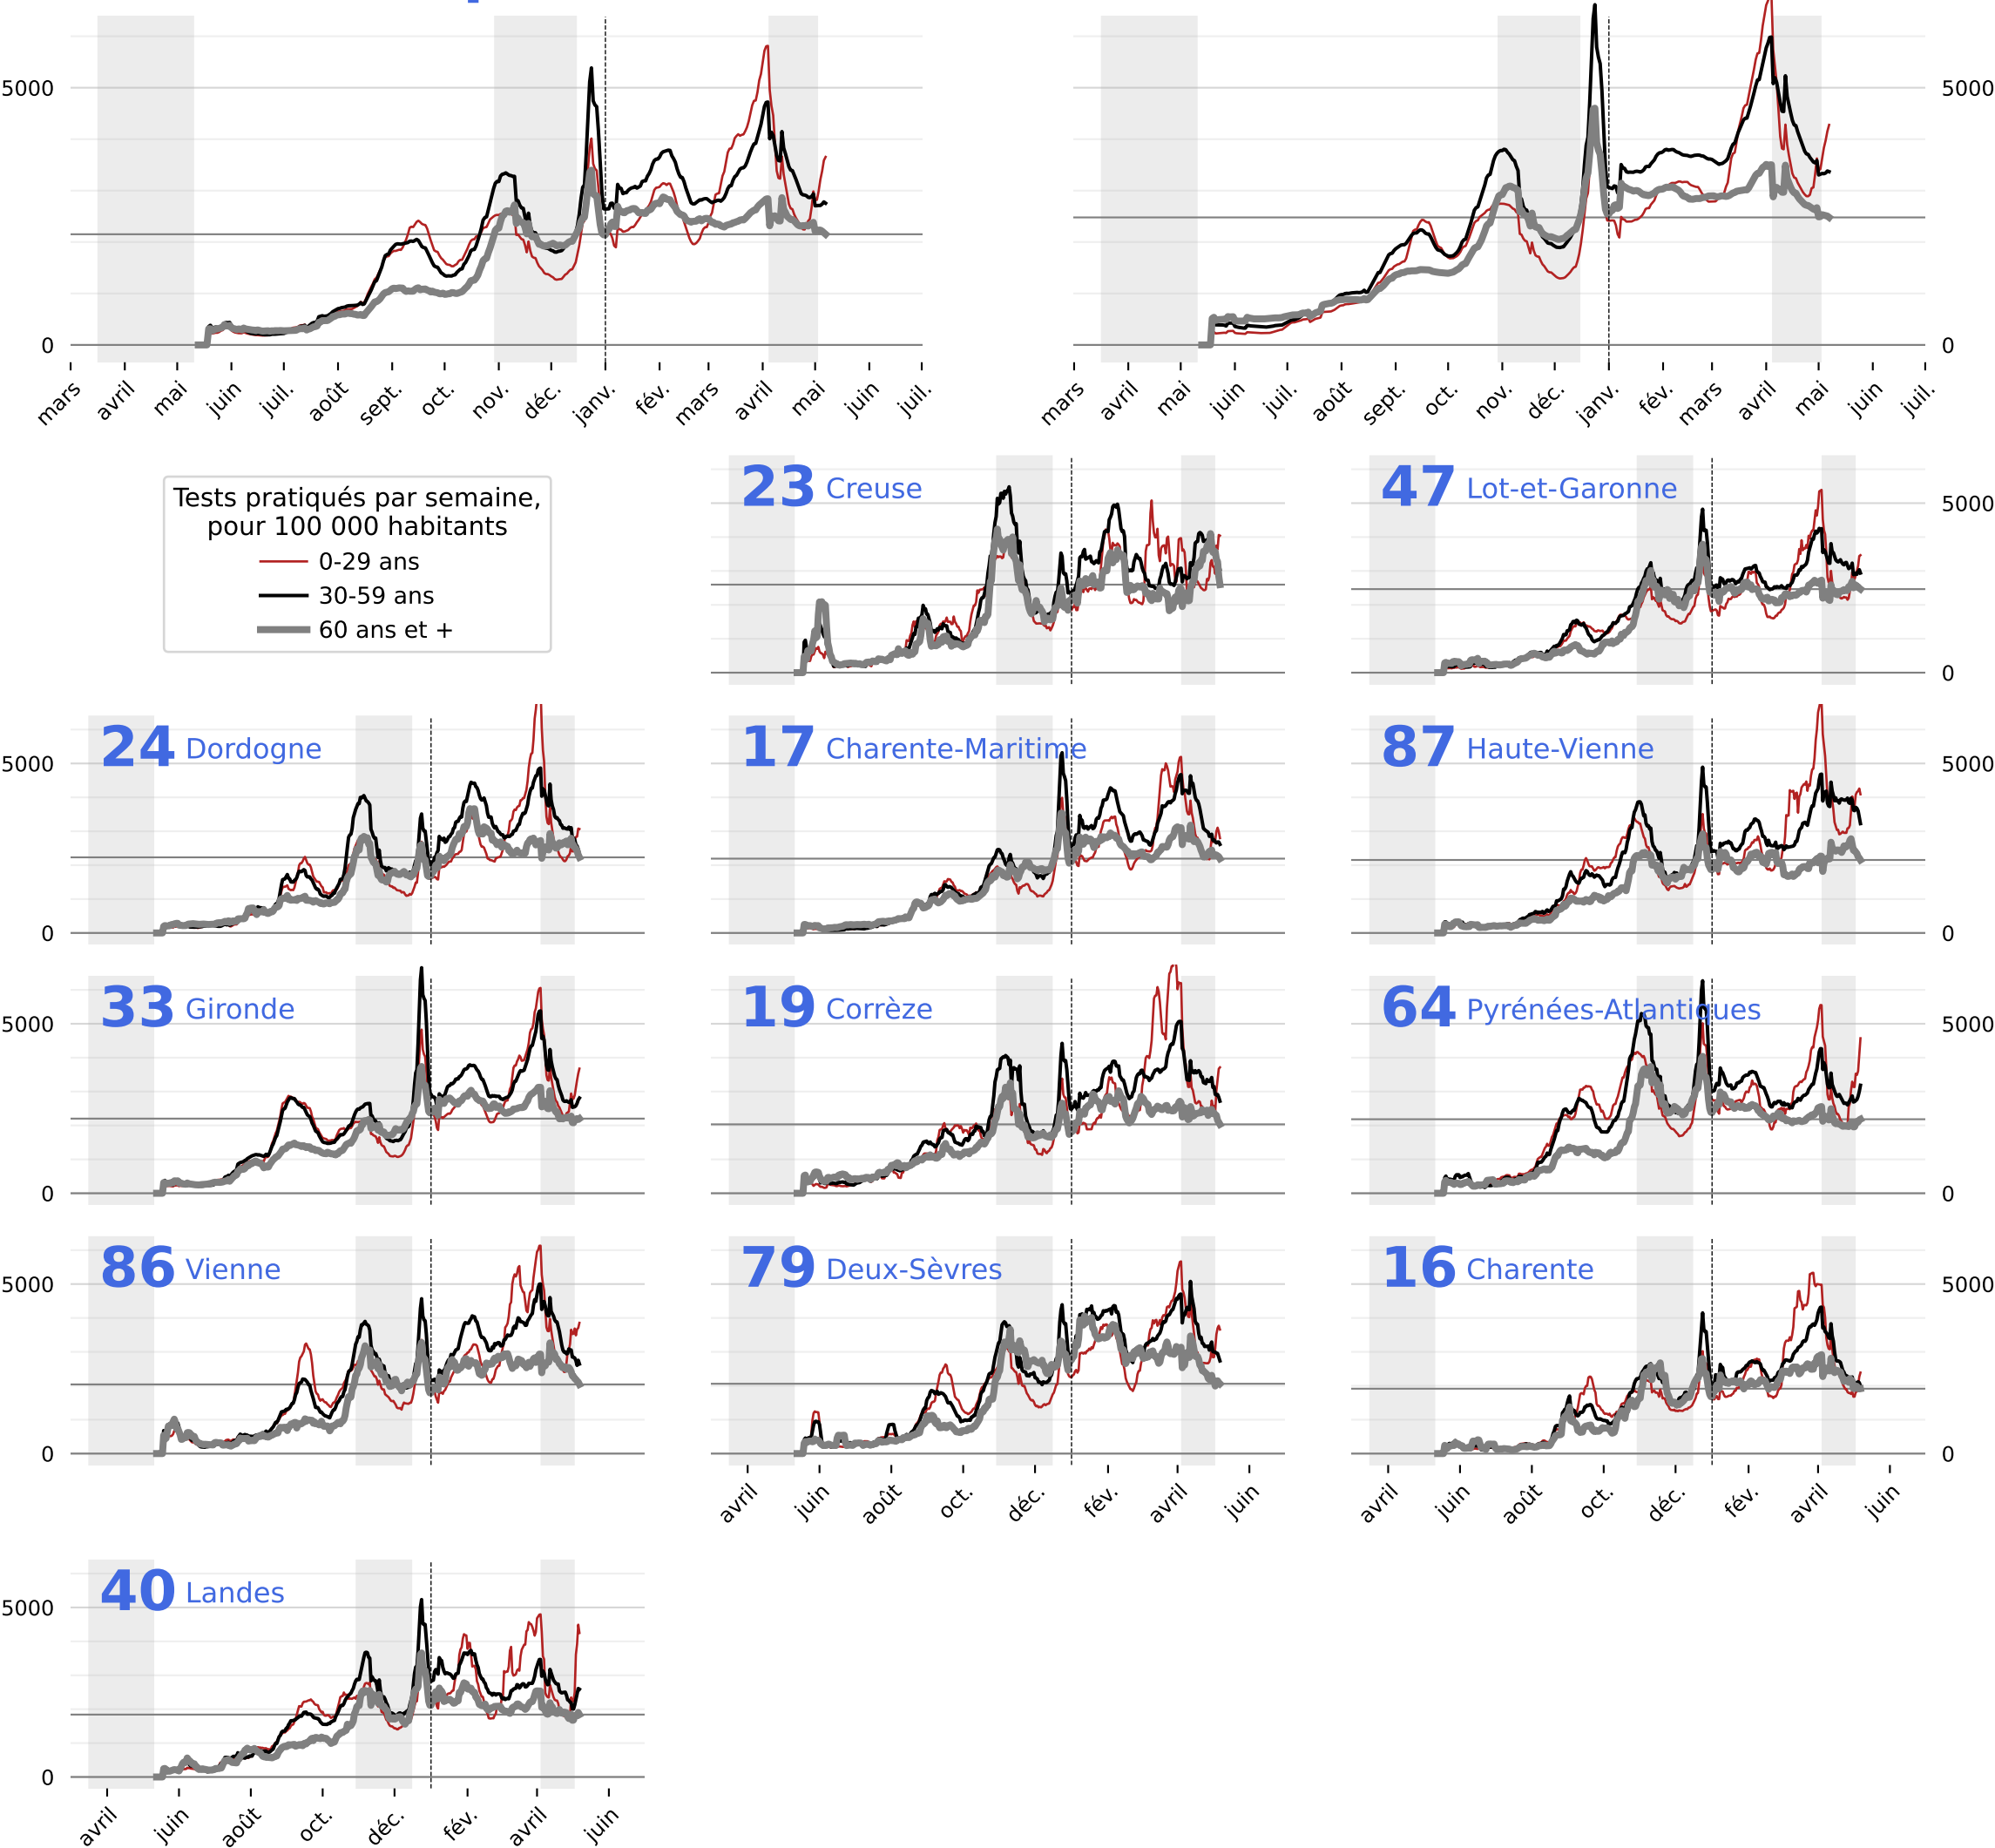 5000
5000
0
0
mars avril mai juin juil. août sept. oct. nov. déc. janv. fév. mars avril mai juin juil.
mars avril mai juin juil. août sept. oct. nov. déc. janv. fév. mars avril mai juin juil.
Tests pratiqués par semaine,
pour 100 000 habitants
0-29 ans
30-59 ans
60 ans et +
23 Creuse
47 Lot-et-Garonne
5000
0
24 Dordogne
17 Charente-Maritime
87 Haute-Vienne
5000
5000
0
0
33 Gironde
19 Corrèze
64 Pyrénées-Atlantiques
5000
5000
0
0
86 Vienne
79 Deux-Sèvres
16 Charente
5000
5000
0
0
avril juin août oct. déc. fév. avril juin
avril juin août oct. déc. fév. avril juin
40 Landes
5000
0
avril juin août oct. déc. fév. avril juin